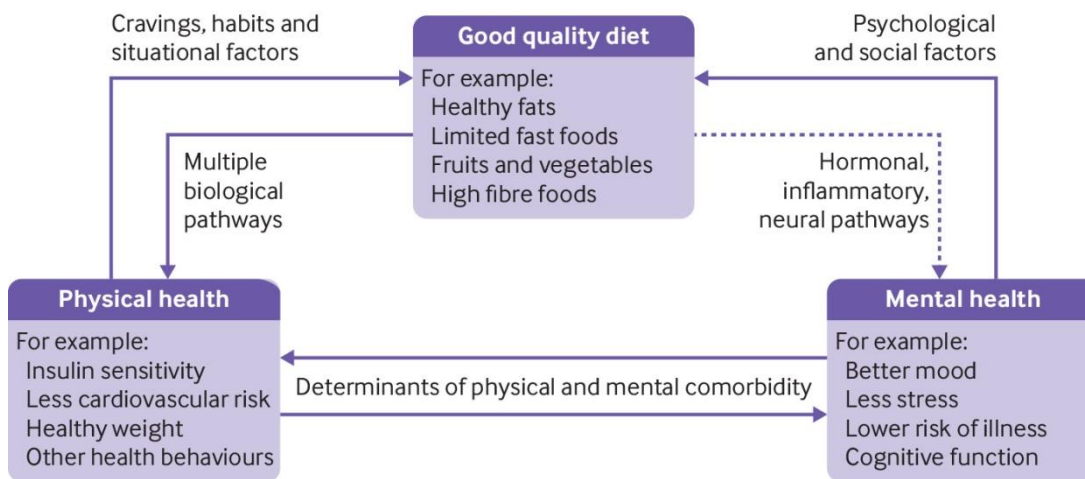 Cravings, habits and
situational factors
Good quality diet
For example:
Healthy fats
Limited fast foods
Fruits and vegetables
High fibre foods
Psychological
and social factors
Multiple
biological
pathways
Hormonal,
inflammatory,
neural pathways
Physical health
For example:
Insulin sensitivity
Less cardiovascular risk
Healthy weight
Other health behaviours
Determinants of physical and mental comorbidity
Mental health
For example:
Better mood
Less stress
Lower risk of illness
Cognitive function